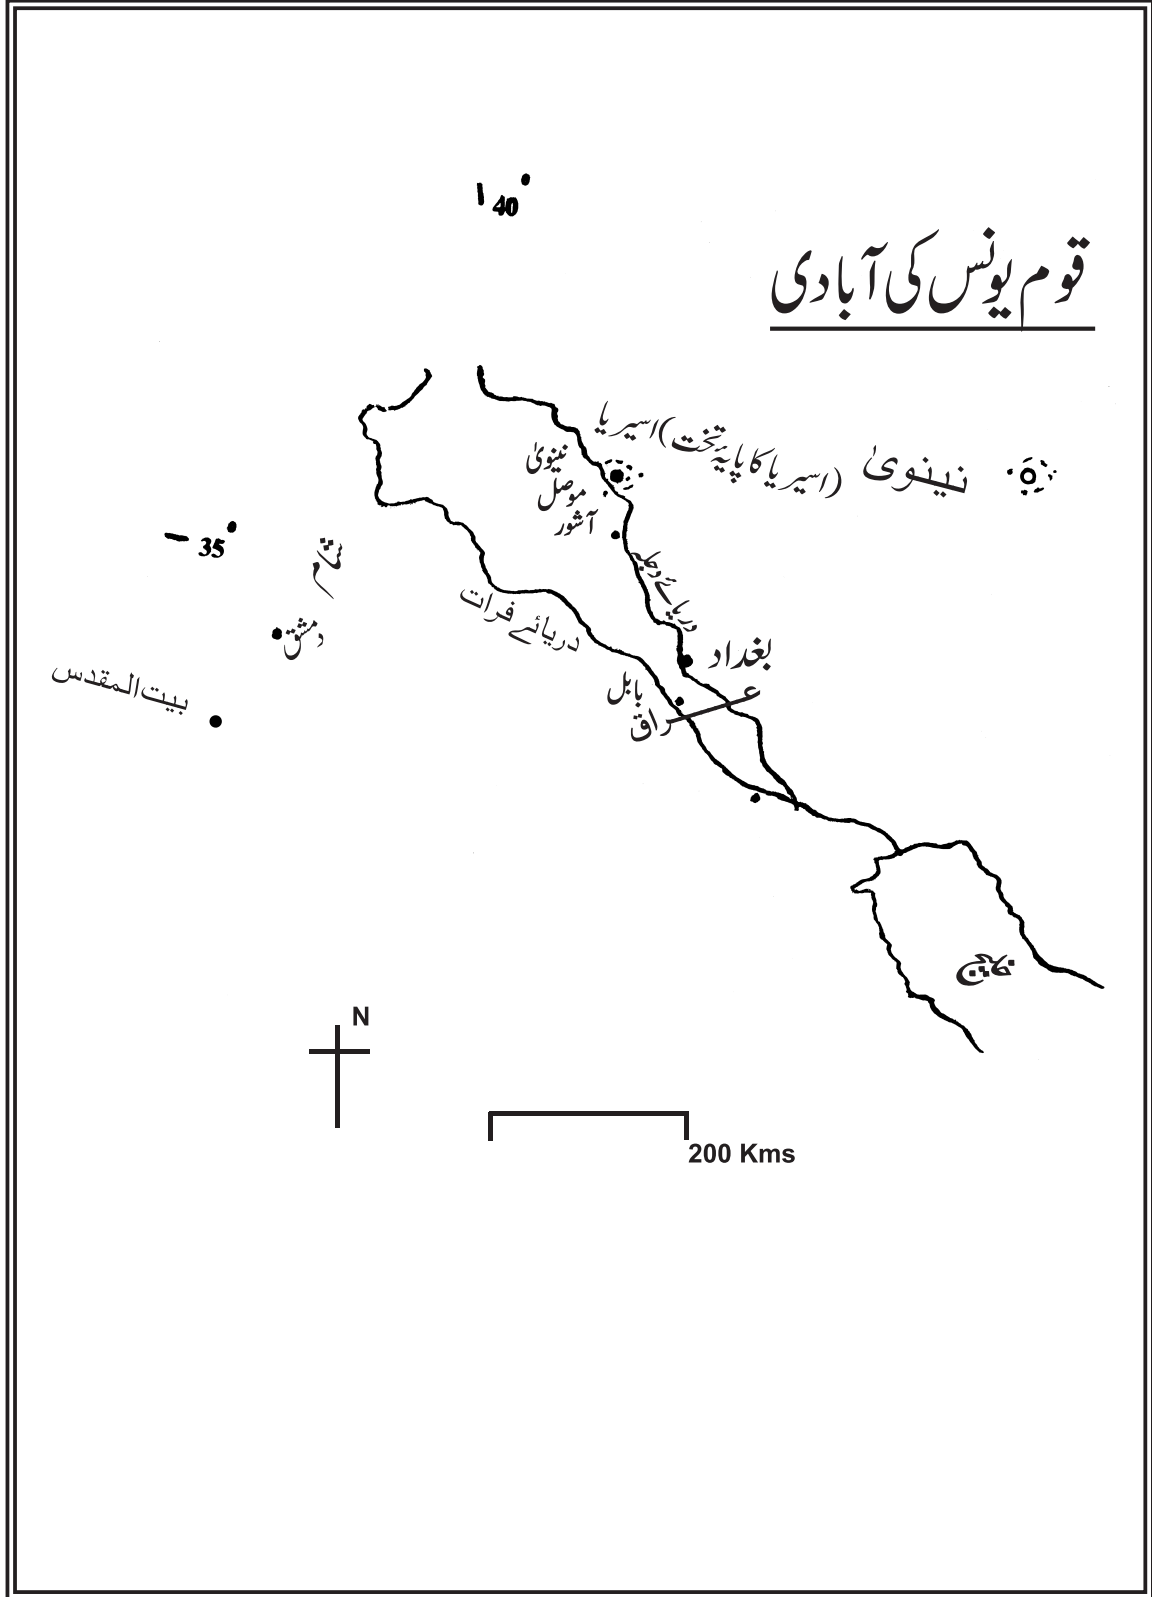 40°
قوم یونس کی آبادی
اسیریا
نینویٰ (اسیریا کا پایۂ تخت)
نینویٰ
موصل
آشور
35°
شام
دریائے دجلہ
دریائے فرات
دمشق
بغداد
بیت المقدس
بابل
عراق
خلیج
N
200 Kms